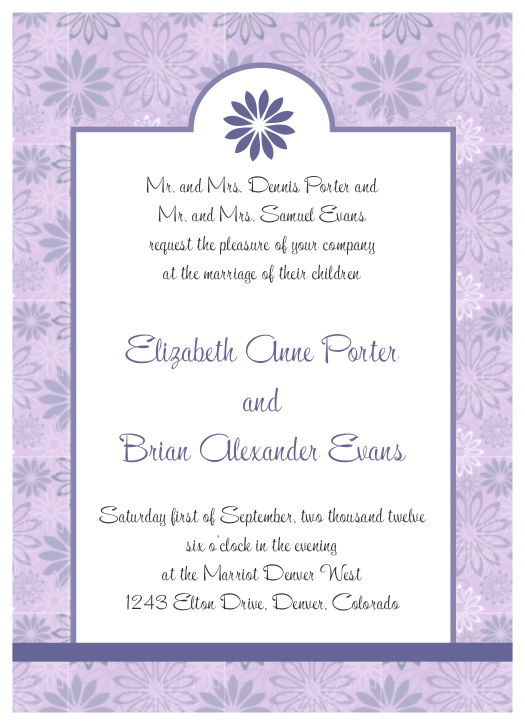 Mr. and Mrs. Dennis Porter and
Mr. and Mrs. Samuel Evans
request the pleasure of your company
at the marriage of their children
Elizabeth Anne Porter
and
Brian Alexander Evans
Saturday first of September, two thousand twelve
six o'clock in the evening
at the Marriot Denver West
1243 Elton Drive, Denver, Colorado